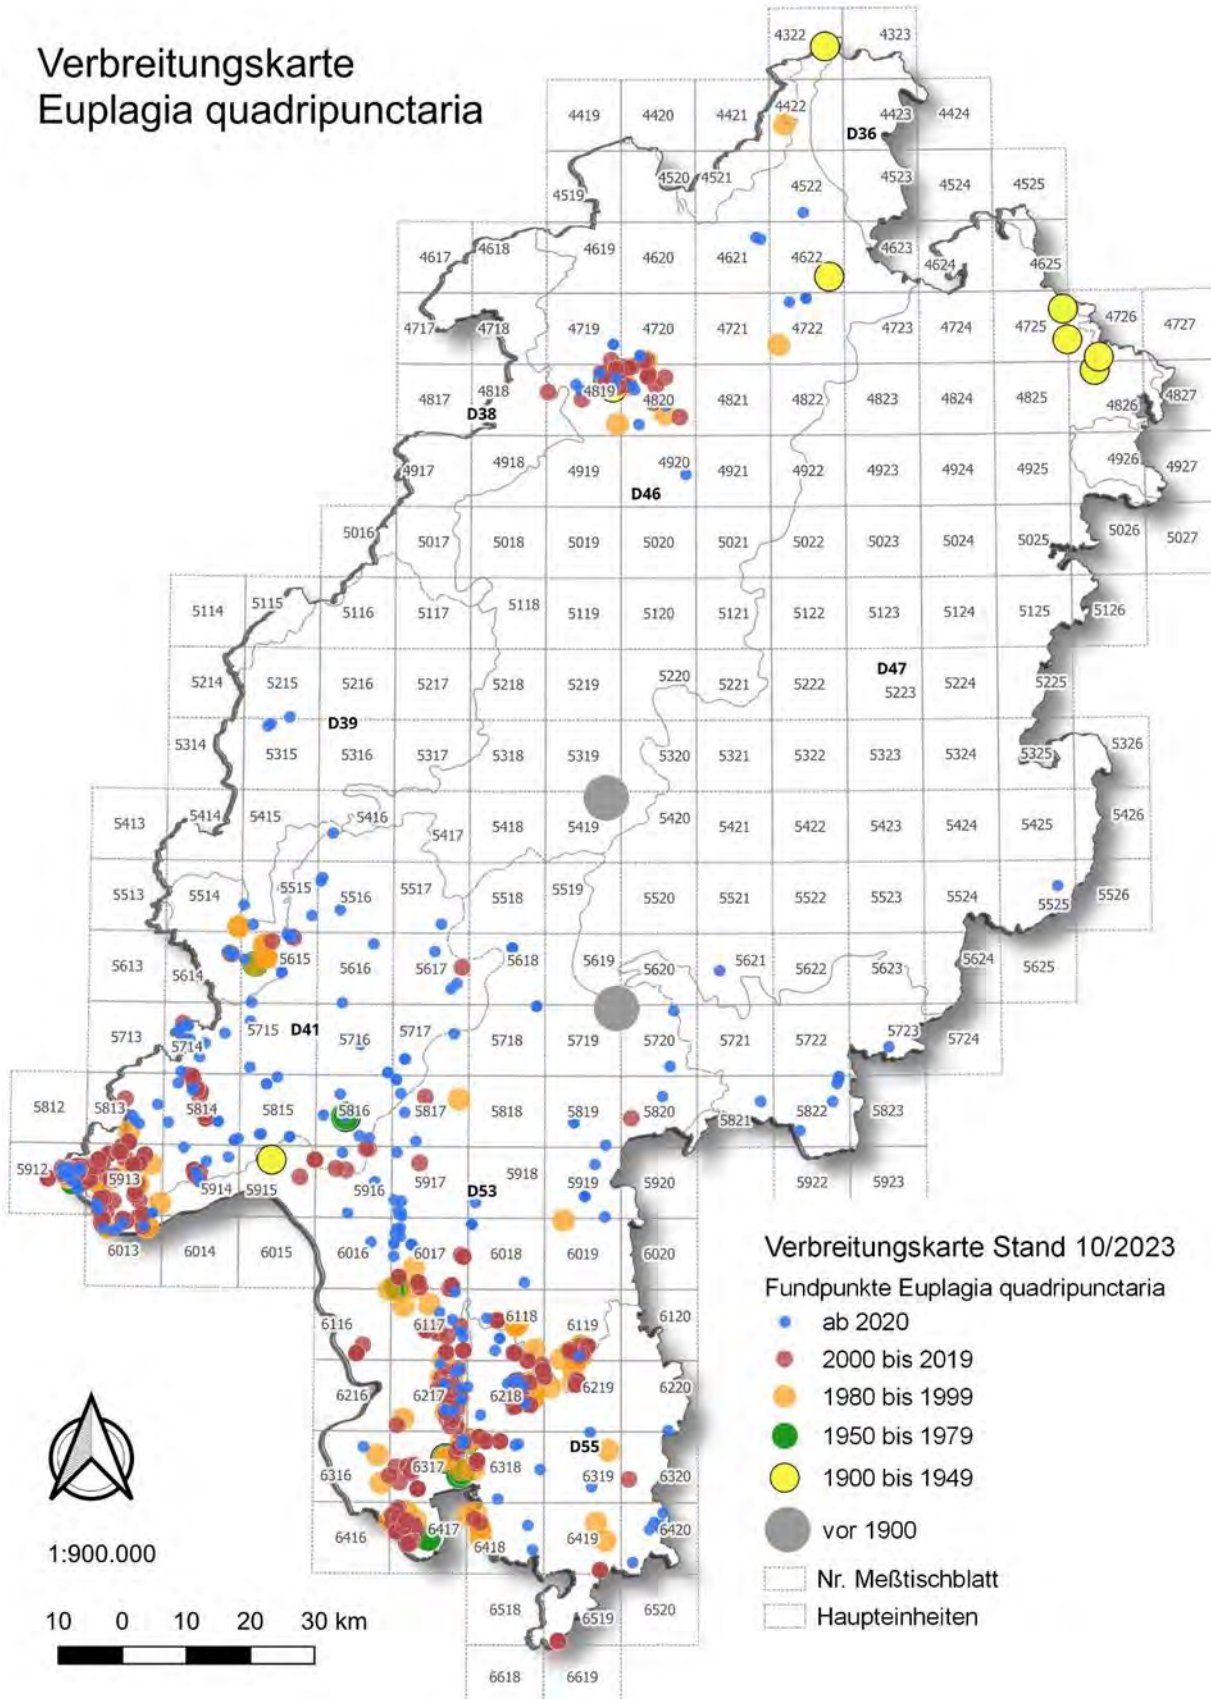 Verbreitungskarte
Euplagia quadripunctaria
4322 4323
4419 4420 4421 4422 4423 4424
D36
4519 4520 4521 4522 4523 4524 4525
4617 4618 4619 4620 4621 4622 4623 4624 4625
4717 4718 4719 4720 4721 4722 4723 4724 4725 4726 4727
4817 4818 4819 4820 4821 4822 4823 4824 4825 4826 4827
D38
4917 4918 4919 4920 4921 4922 4923 4924 4925 4926 4927
D46
5016 5017 5018 5019 5020 5021 5022 5023 5024 5025 5026 5027
5114 5115 5116 5117 5118 5119 5120 5121 5122 5123 5124 5125 5126
D47
5214 5215 5216 5217 5218 5219 5220 5221 5222 5223 5224 5225
D39
5314 5315 5316 5317 5318 5319 5320 5321 5322 5323 5324 5325 5326
5413 5414 5415 5416 5417 5418 5419 5420 5421 5422 5423 5424 5425 5426
5513 5514 5515 5516 5517 5518 5519 5520 5521 5522 5523 5524 5525 5526
5613 5614 5615 5616 5617 5618 5619 5620 5621 5622 5623 5624 5625
D41
5713 5714 5715 5716 5717 5718 5719 5720 5721 5722 5723 5724
5812 5813 5814 5815 5816 5817 5818 5819 5820 5821 5822 5823
5912 5913 5914 5915 5916 5917 5918 5919 5920 5922 5923
D53
6013 6014 6015 6016 6017 6018 6019 6020
6116 6117 6118 6119 6120
6216 6217 6218 6219 6220
D55
6316 6317 6318 6319 6320
6416 6417 6418 6419 6420
6518 6519 6520
6618 6619
Verbreitungskarte Stand 10/2023
Fundpunkte Euplagia quadripunctaria
ab 2020
2000 bis 2019
1980 bis 1999
1950 bis 1979
1900 bis 1949
vor 1900
Nr. Meßtischblatt
Haupteinheiten
1:900.000
10 0 10 20 30 km